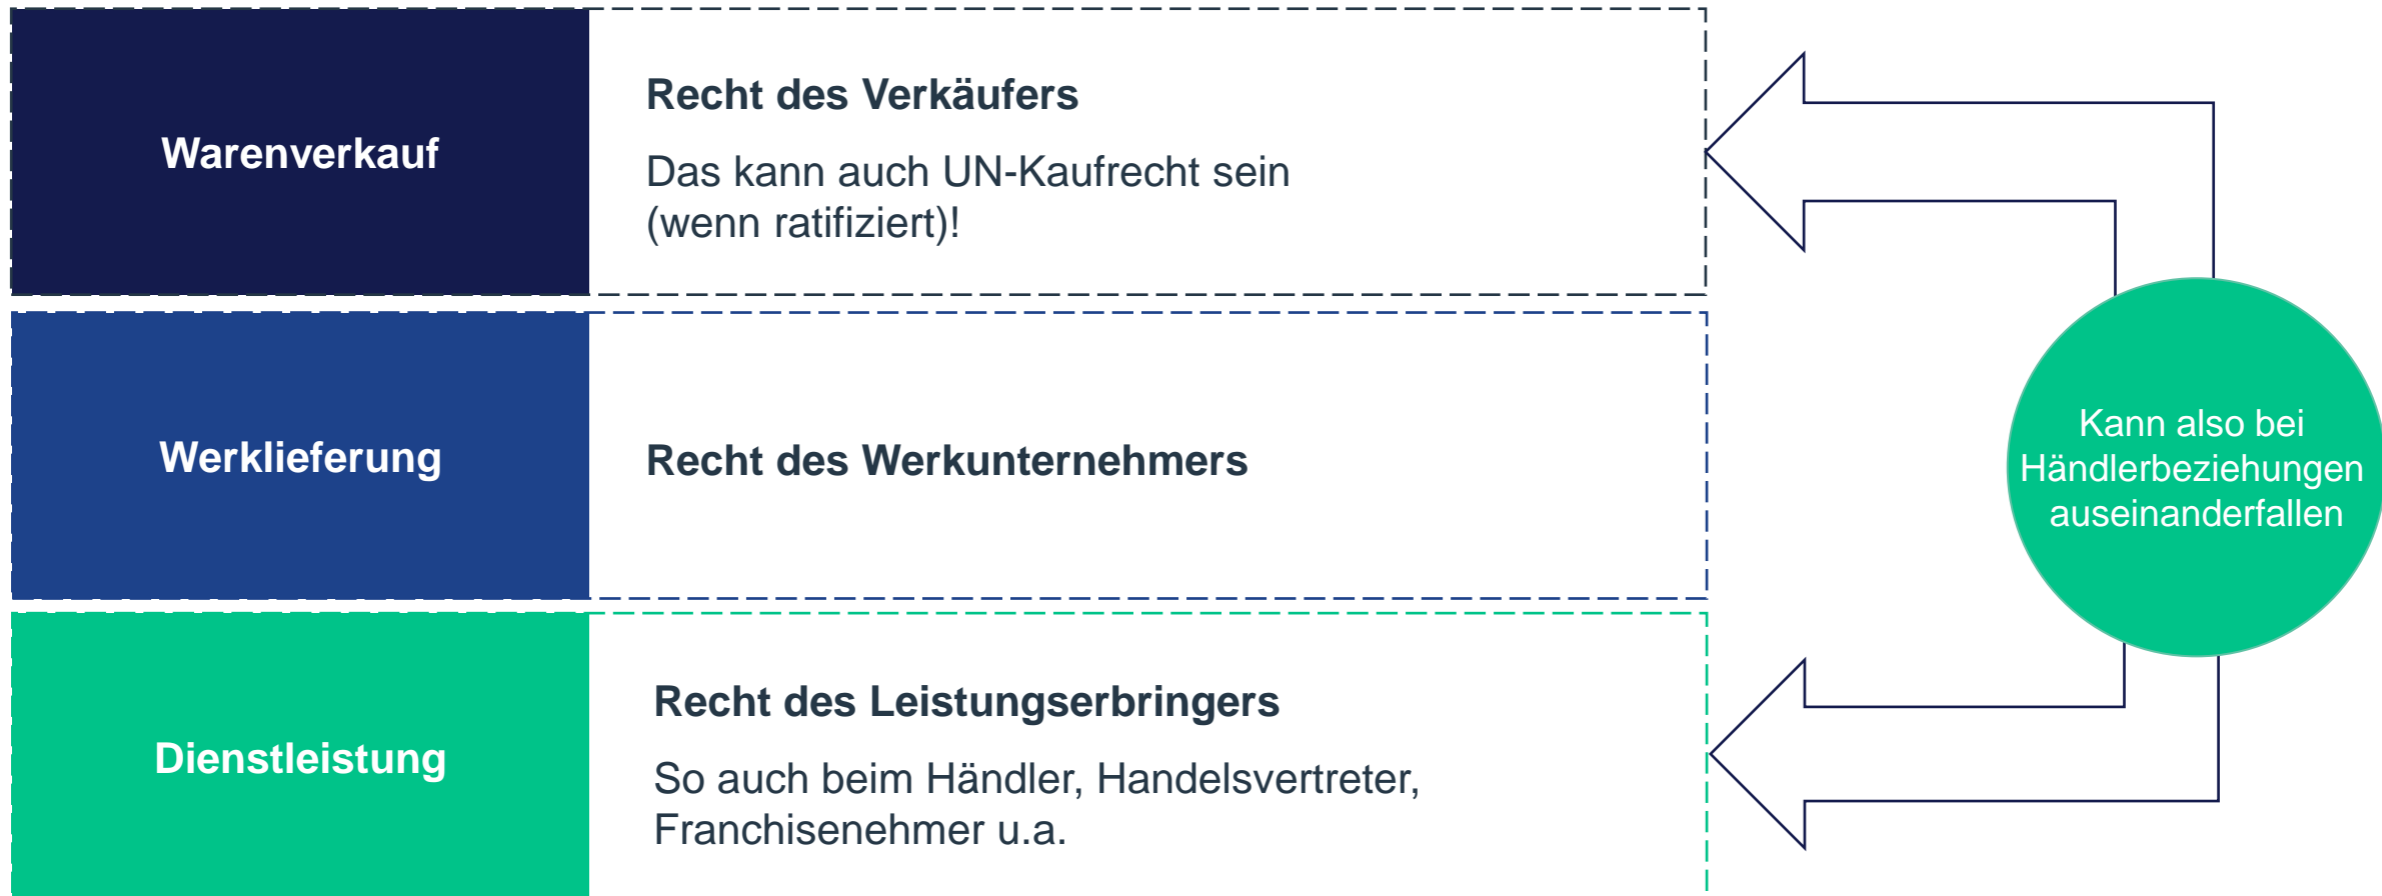 Warenverkauf
Recht des Verkäufers
Das kann auch UN-Kaufrecht sein
(wenn ratifiziert)!
Werklieferung
Recht des Werkunternehmers
Dienstleistung
Recht des Leistungserbringers
So auch beim Händler, Handelsvertreter,
Franchisenehmer u.a.
Kann also bei
Händlerbeziehungen
auseinanderfallen